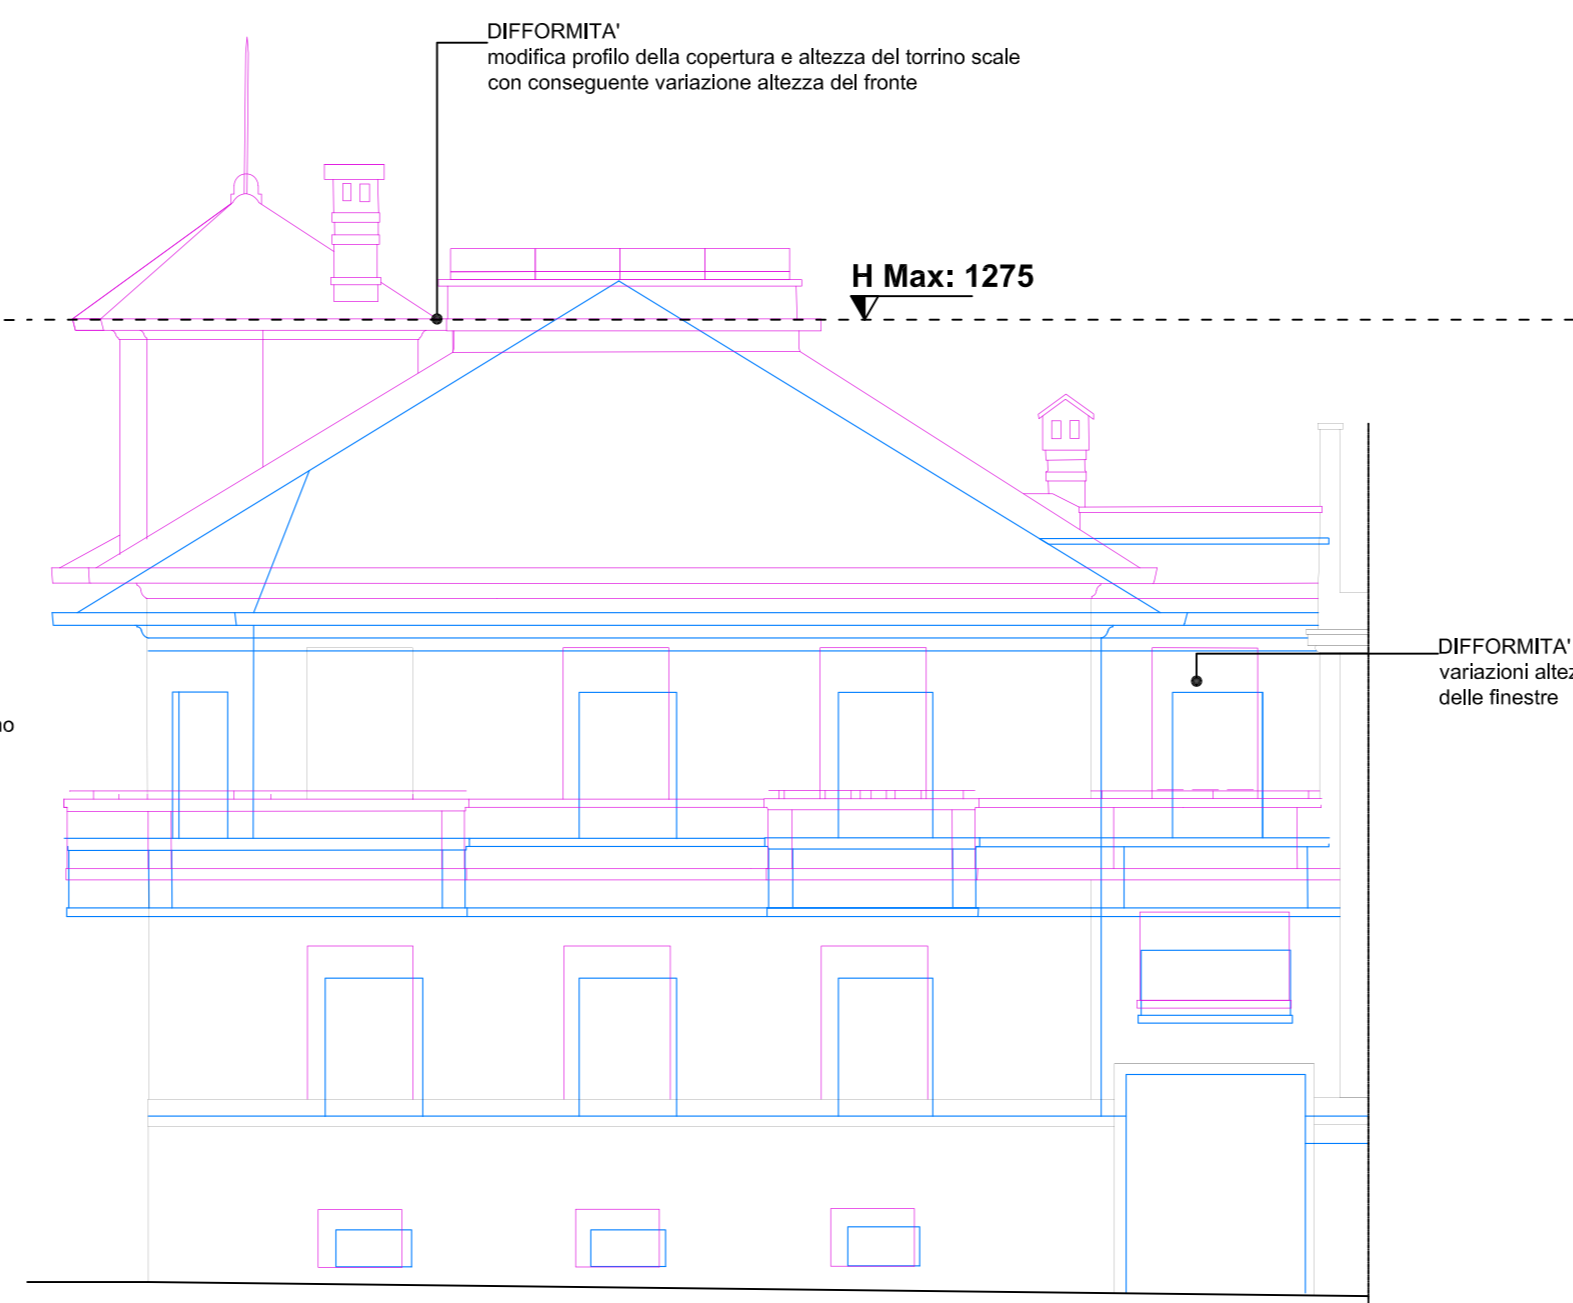 DIFFORMITA'
modifica profilo della copertura e altezza del torrino scale
con conseguente variazione altezza del fronte
H Max: 1275
DIFFORMITA'
variazioni
delle finestre